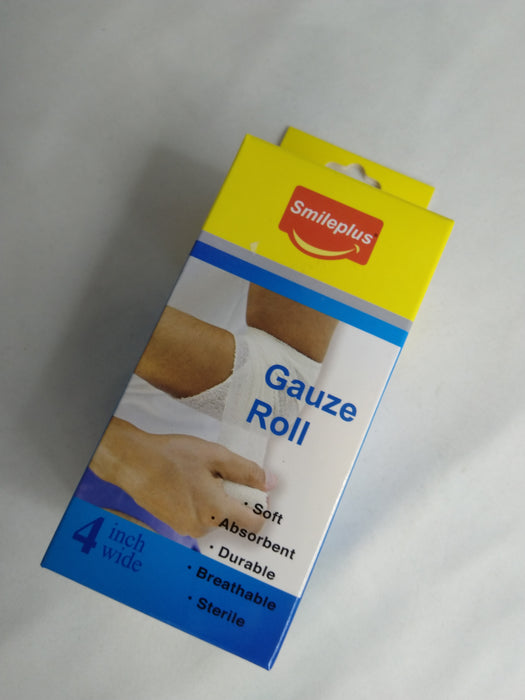 Smileplus
Gauze
Roll
• Soft
• Absorbent
• Durable
• Breathable
• Sterile
4 inch
wide